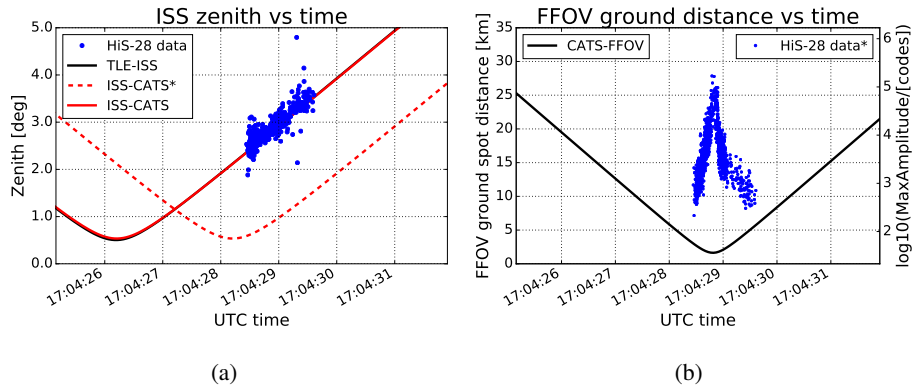 ISS zenith vs time
Zenith [deg]
5.0
4.0
3.0
2.0
1.0
0.0
HiS-28 data
TLE-ISS
ISS-CATS*
ISS-CATS
17:04:26
17:04:27
17:04:28
17:04:29
17:04:30
17:04:31
UTC time
(a)
FFOV ground distance vs time
FFOV ground spot distance [km]
35
30
25
20
15
10
5
0
CATS-FFOV
HiS-28 data*
6
5
4
3
2
log10(MaxAmplitude/[codes])
17:04:26
17:04:27
17:04:28
17:04:29
17:04:30
17:04:31
UTC time
(b)